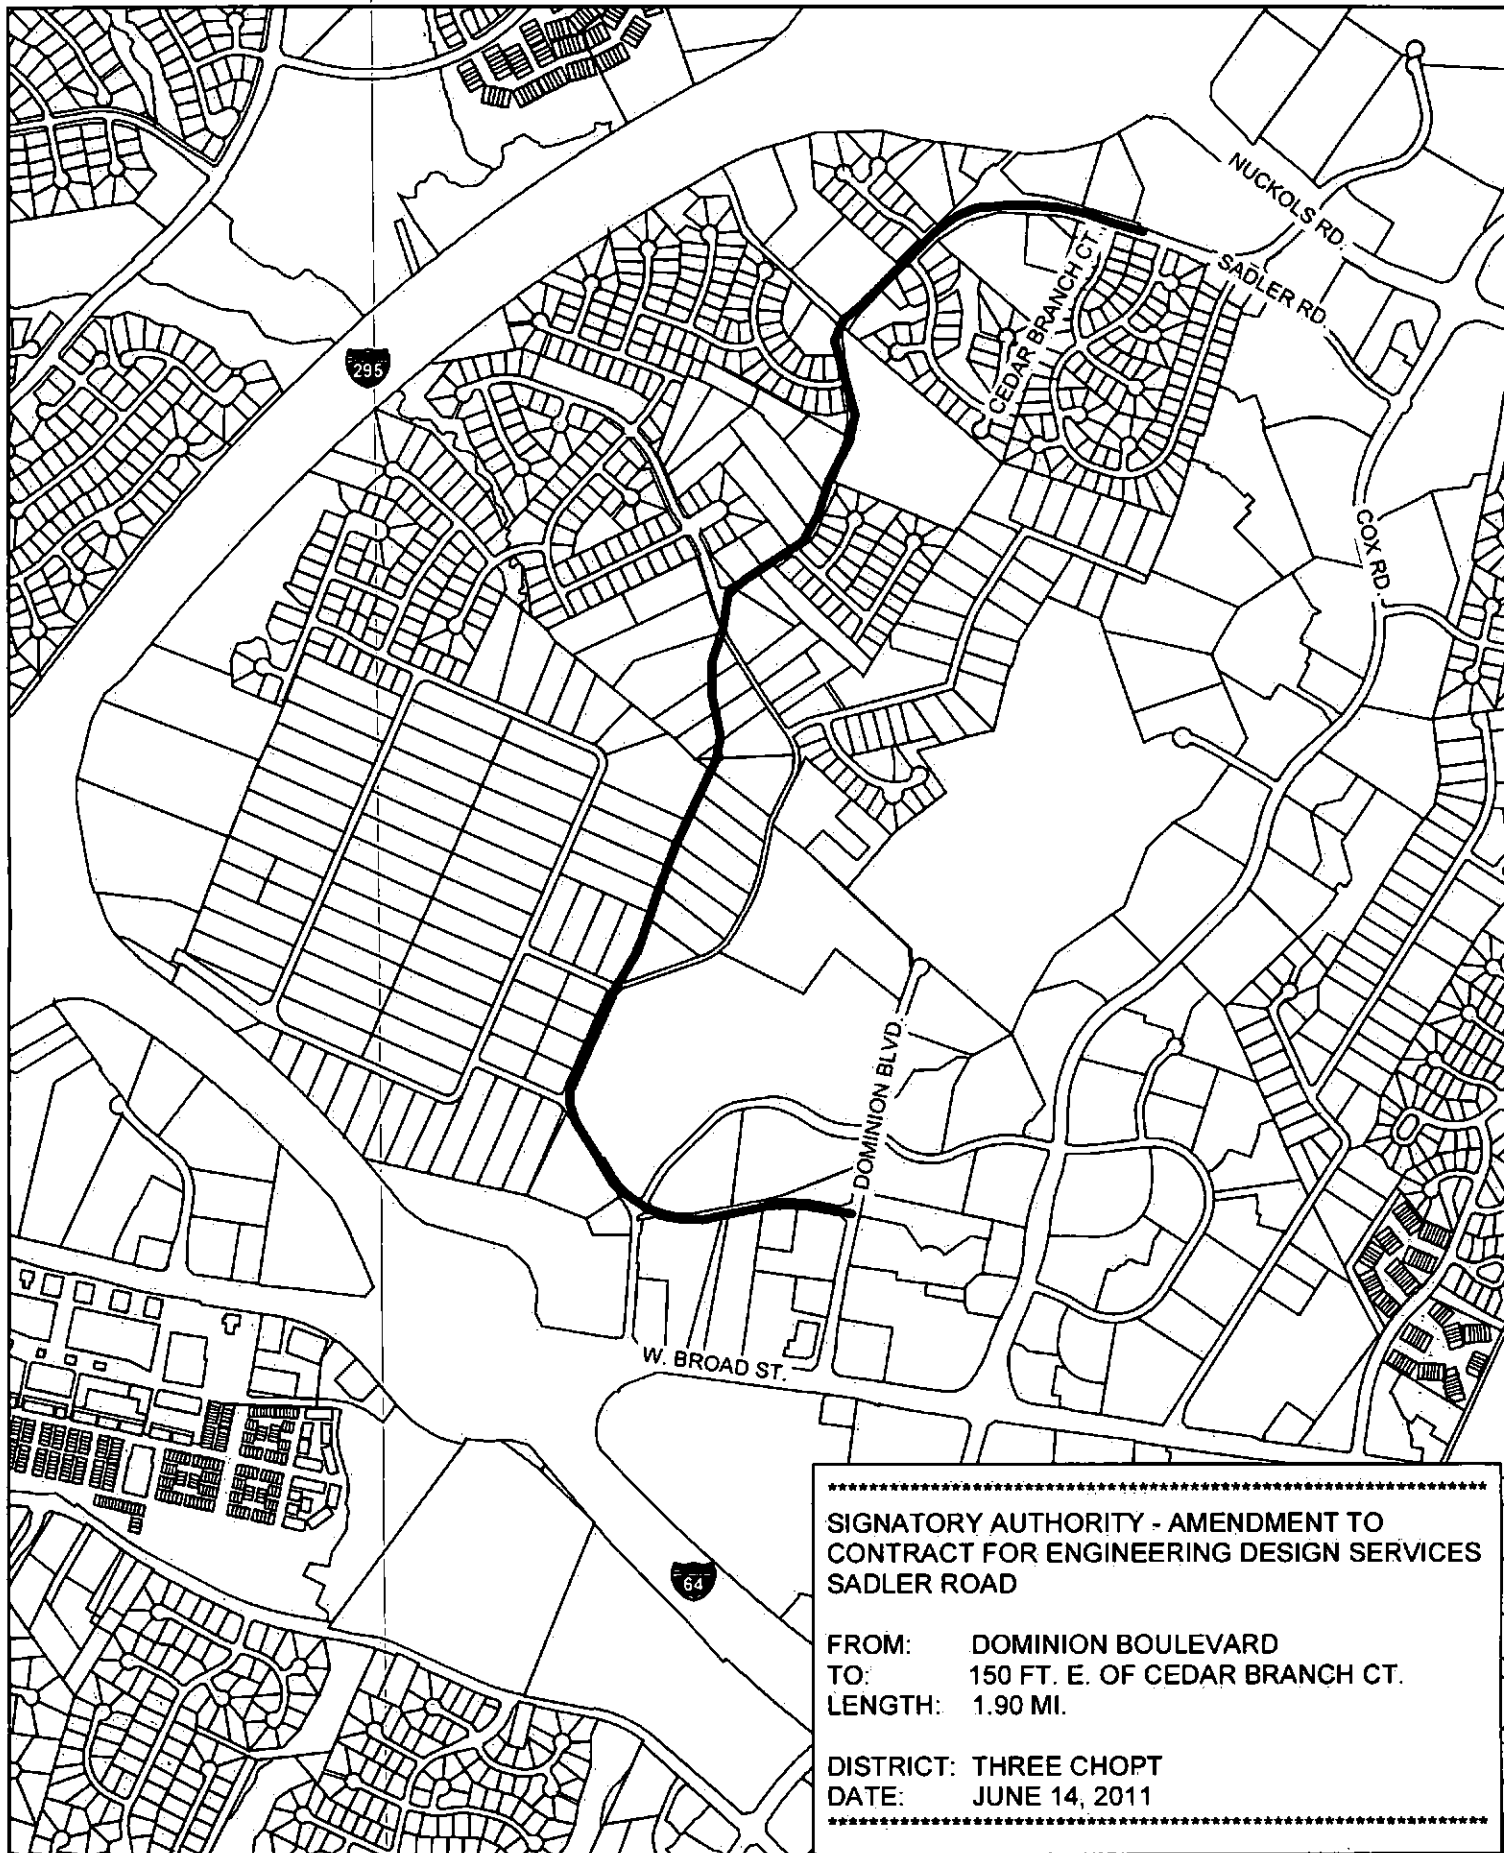 NUCKOLS RD.
SADLER RD.
CEDAR BRANCH CT.
295
COX RD.
DOMINION BLVD.
W. BROAD ST.
64
**********************************************************************
SIGNATORY AUTHORITY - AMENDMENT TO
CONTRACT FOR ENGINEERING DESIGN SERVICES
SADLER ROAD
FROM: DOMINION BOULEVARD
TO: 150 FT. E. OF CEDAR BRANCH CT.
LENGTH: 1.90 MI.
DISTRICT: THREE CHOPT
DATE: JUNE 14, 2011
**********************************************************************